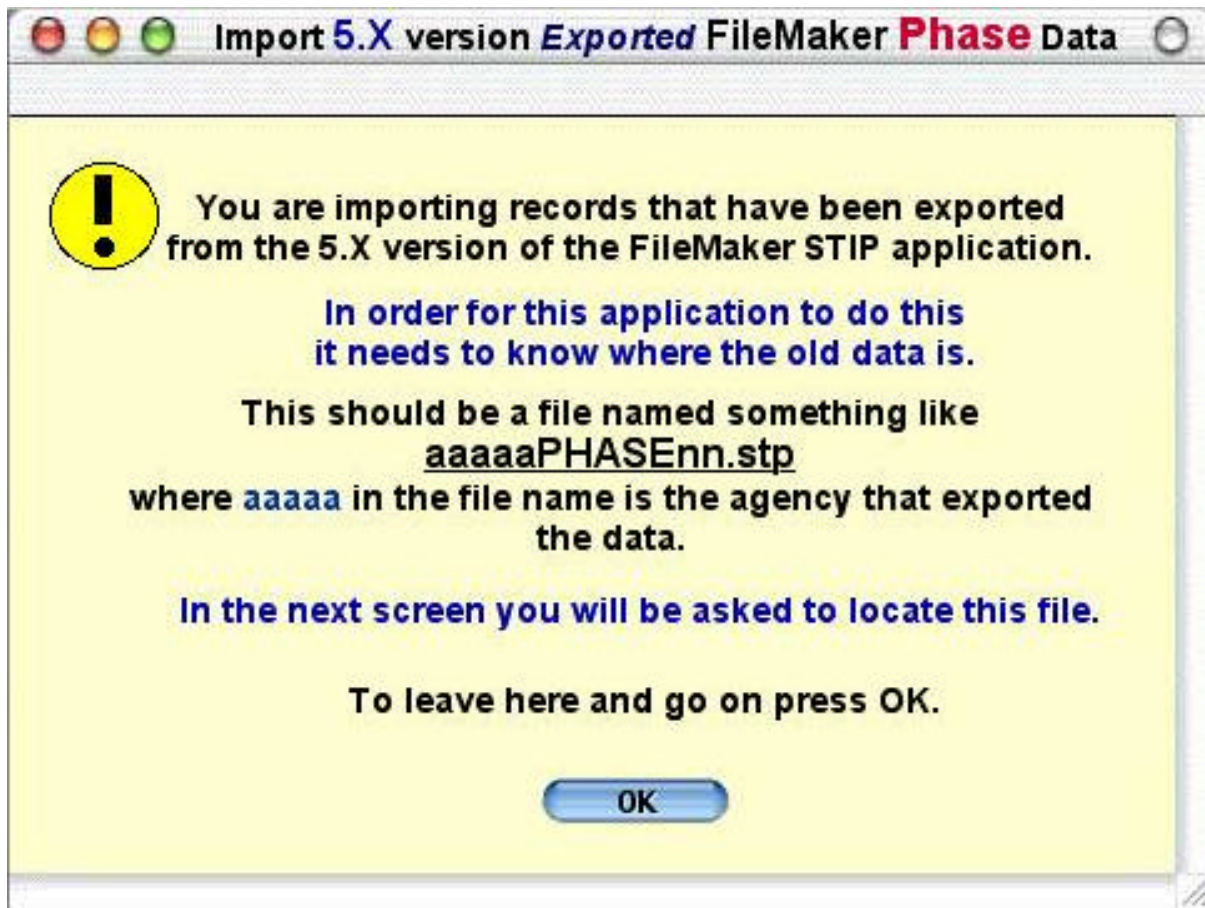 Import 5.X version Exported FileMaker Phase Data
You are importing records that have been exported
from the 5.X version of the FileMaker STIP application.
In order for this application to do this
it needs to know where the old data is.
This should be a file named something like
aaaaaPHASEnn.stp
where aaaaa in the file name is the agency that exported
the data.
In the next screen you will be asked to locate this file.
To leave here and go on press OK.
OK